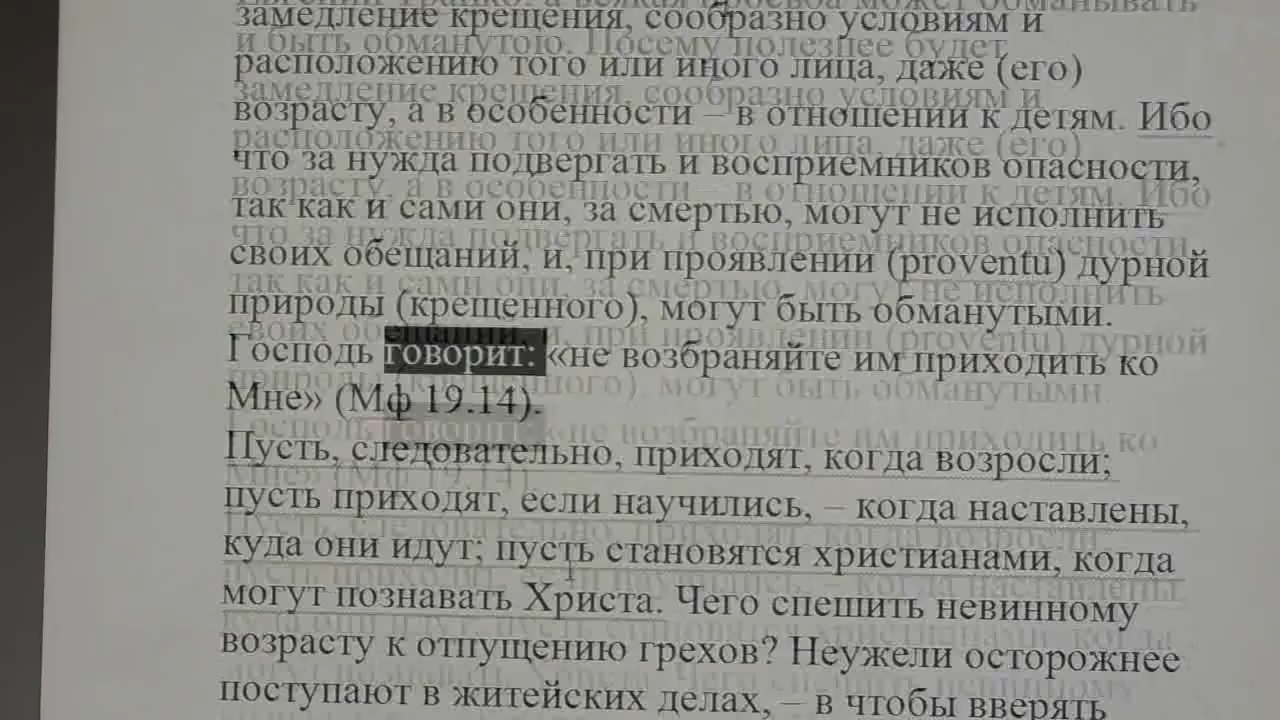 замедление крещения, сообразно условиям и
расположению того или иного лица, даже (его)
возрасту, а в особенности – в отношении к детям. Ибо
что за нужда подвергать и восприемников опасности,
так как и сами они, за смертью, могут не исполнить
своих обещаний, и, при проявлении (proventu) дурной
природы (крещенного), могут быть обманутыми.
Господь говорит: «не возбраняйте им приходить ко
Мне» (Мф 19.14).
Пусть, следовательно, приходят, когда возросли;
пусть приходят, если научились, – когда наставлены,
куда они идут; пусть становятся христианами, когда
могут познавать Христа. Чего спешить невинному
возрасту к отпущению грехов? Неужели осторожнее
поступают в житейских делах, – в чтобы вверять